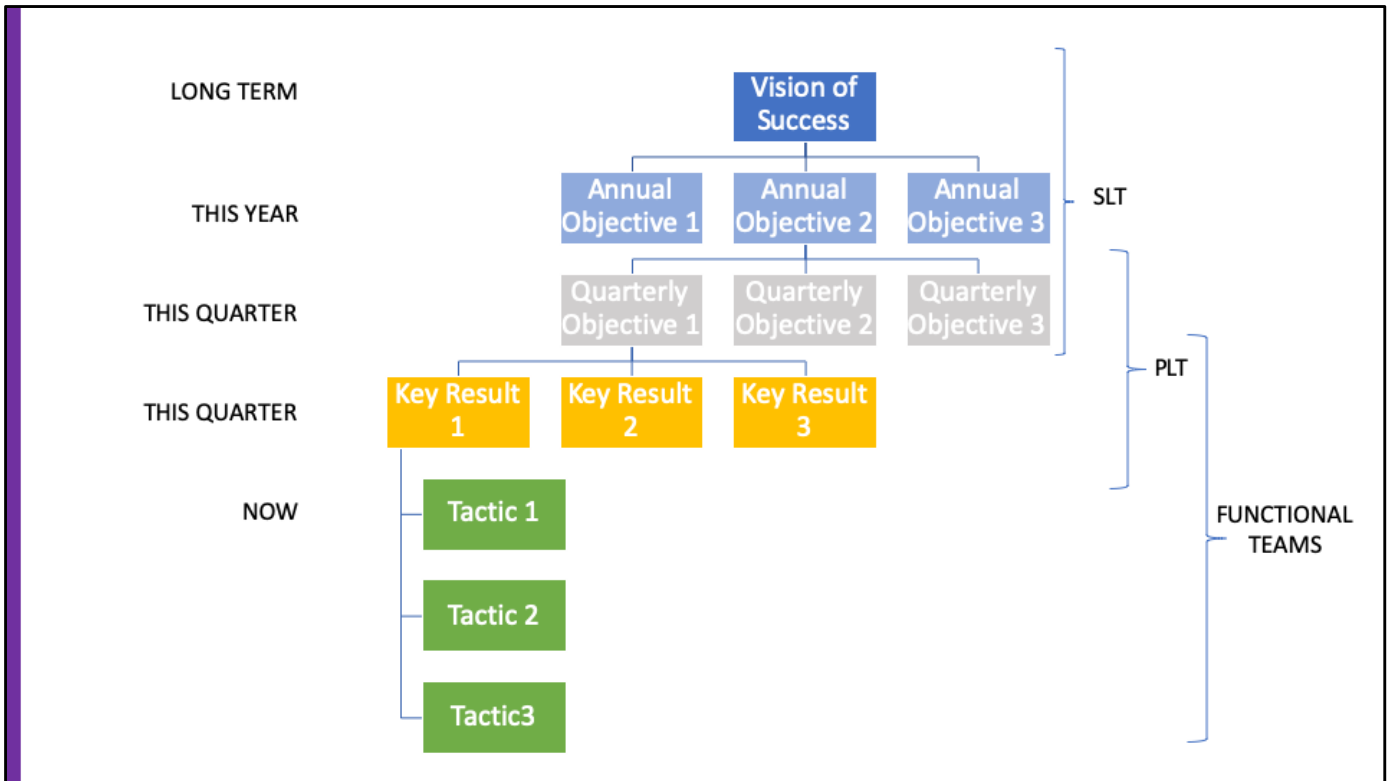 LONG TERM
Vision of
Success
THIS YEAR
Annual
Objective 1
Annual
Objective 2
Annual
Objective 3
SLT
THIS QUARTER
Quarterly
Objective 1
Quarterly
Objective 2
Quarterly
Objective 3
PLT
THIS QUARTER
Key Result
1
Key Result
2
Key Result
3
NOW
Tactic 1
FUNCTIONAL
TEAMS
Tactic 2
Tactic3